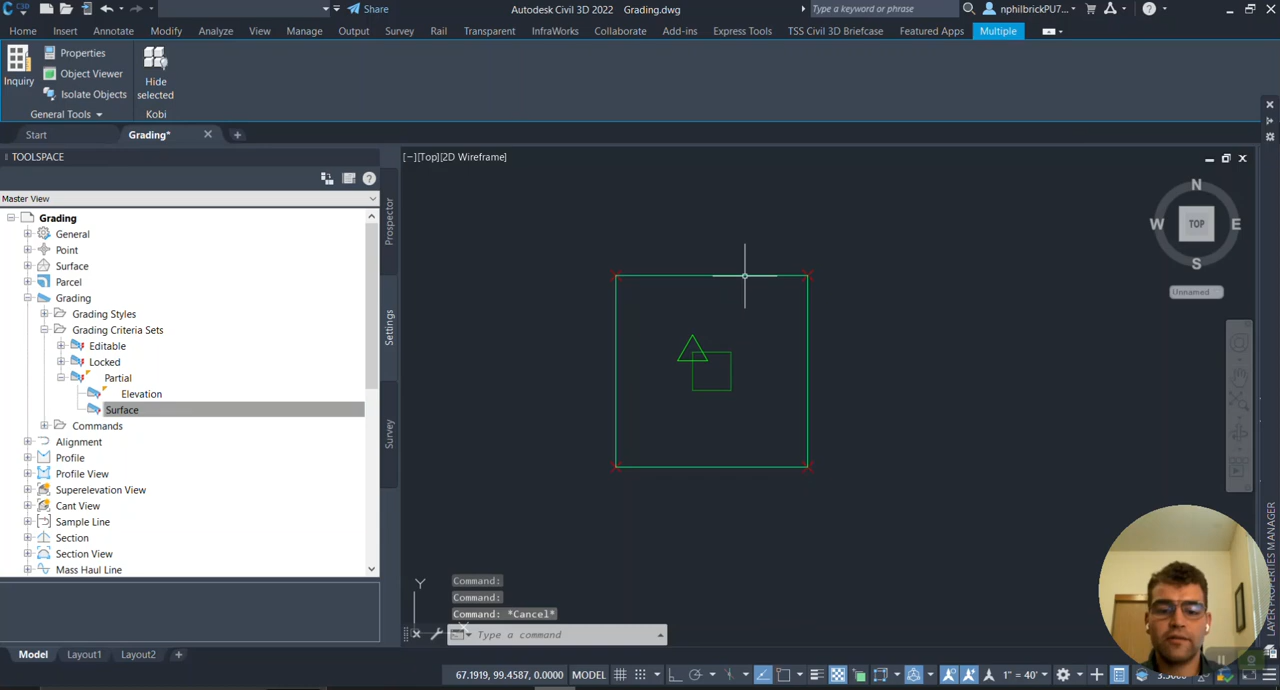 C3D
Share
Autodesk Civil 3D 2022 Grading.dwg
Type a keyword or phrase
nphilbrickPU7...
Home Insert Annotate Modify Analyze View Manage Output Survey Rail Transparent InfraWorks Collaborate Add-ins Express Tools TSS Civil 3D Briefcase Featured Apps Multiple
Inquiry
Properties
Object Viewer
Isolate Objects
General Tools
Hide
selected
Kobi
Start
Grading*
TOOLSPACE
Master View
Grading
General
Point
Surface
Parcel
Grading
Grading Styles
Grading Criteria Sets
Editable
Locked
Partial
Elevation
Surface
Commands
Alignment
Profile
Profile View
Superelevation View
Cant View
Sample Line
Section
Section View
Mass Haul Line
Prospector
Settings
Survey
[−][Top][2D Wireframe]
N
W TOP E
S
Unnamed
Y
Command:
Command:
Command: *Cancel*
Type a command
LAYER PROPERTIES MANAGER
Model Layout1 Layout2
67.1919, 99.4587, 0.0000 MODEL
1" = 40'
3.5000